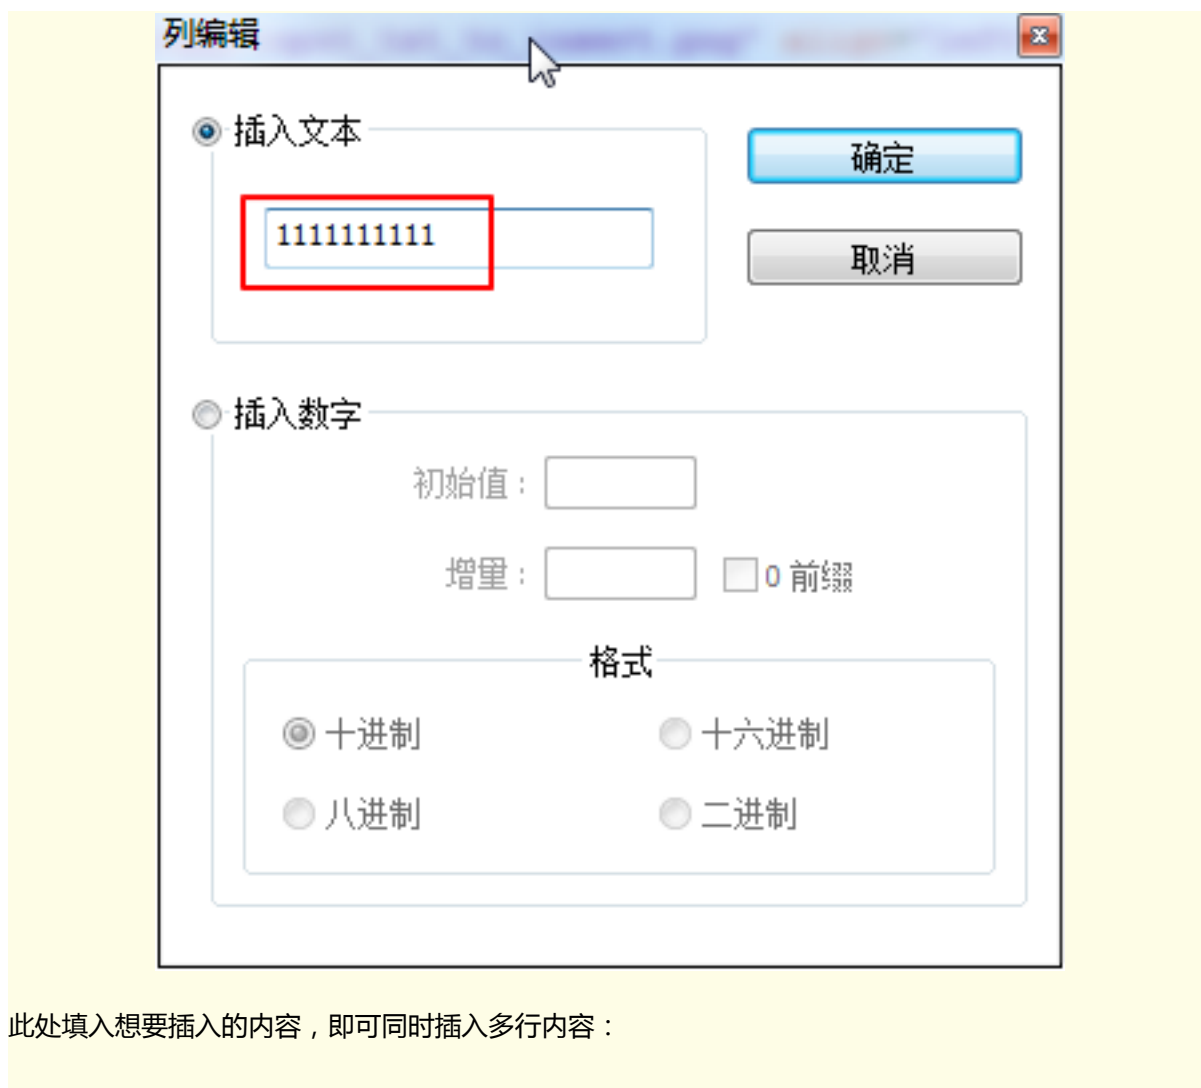 列编辑
插入文本
确定
1111111111
取消
插入数字
初始值：
增量：
0 前缀
格式
十进制
十六进制
八进制
二进制
此处填入想要插入的内容，即可同时插入多行内容：